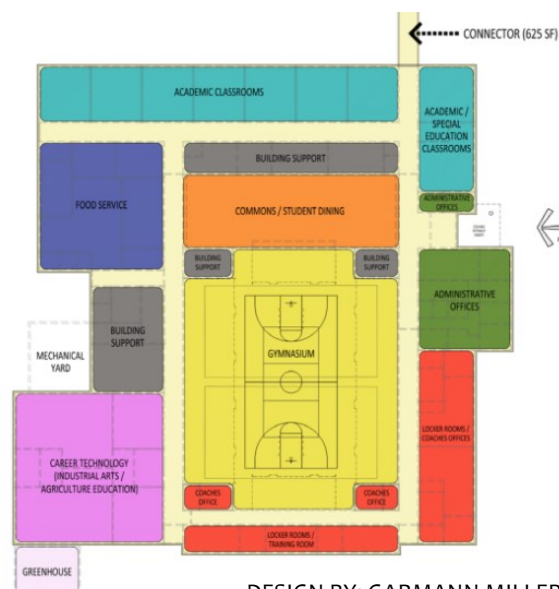 CONNECTOR (625 SF)
ACADEMIC CLASSROOMS
ACADEMIC /
SPECIAL
EDUCATION
CLASSROOMS
BUILDING SUPPORT
FOOD SERVICE
COMMONS / STUDENT DINING
ADMINISTRATIVE
OFFICES
BUILDING
SUPPORT
BUILDING
SUPPORT
ADMINISTRATIVE
OFFICES
BUILDING
SUPPORT
MECHANICAL
YARD
GYMNASIUM
LOCKER ROOMS /
COACHES OFFICES
CAREER TECHNOLOGY
(INDUSTRIAL ARTS /
AGRICULTURE EDUCATION)
COACHES
OFFICE
COACHES
OFFICE
LOCKER ROOMS /
TRAINING ROOM
GREENHOUSE
DESIGN BY: GARMANN MILLER